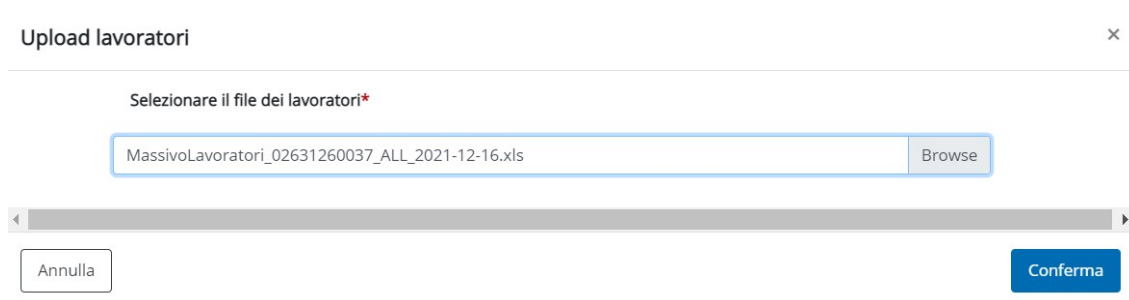 Upload lavoratori
×
Selezionare il file dei lavoratori*
MassivoLavoratori_02631260037_ALL_2021-12-16.xls Browse
Annulla Conferma